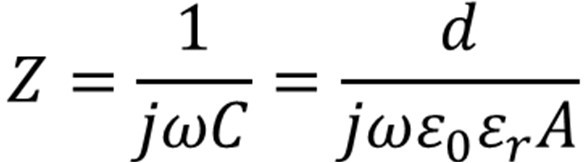 Z = 1/(jωC) = d/(jωε₀εᵣA)